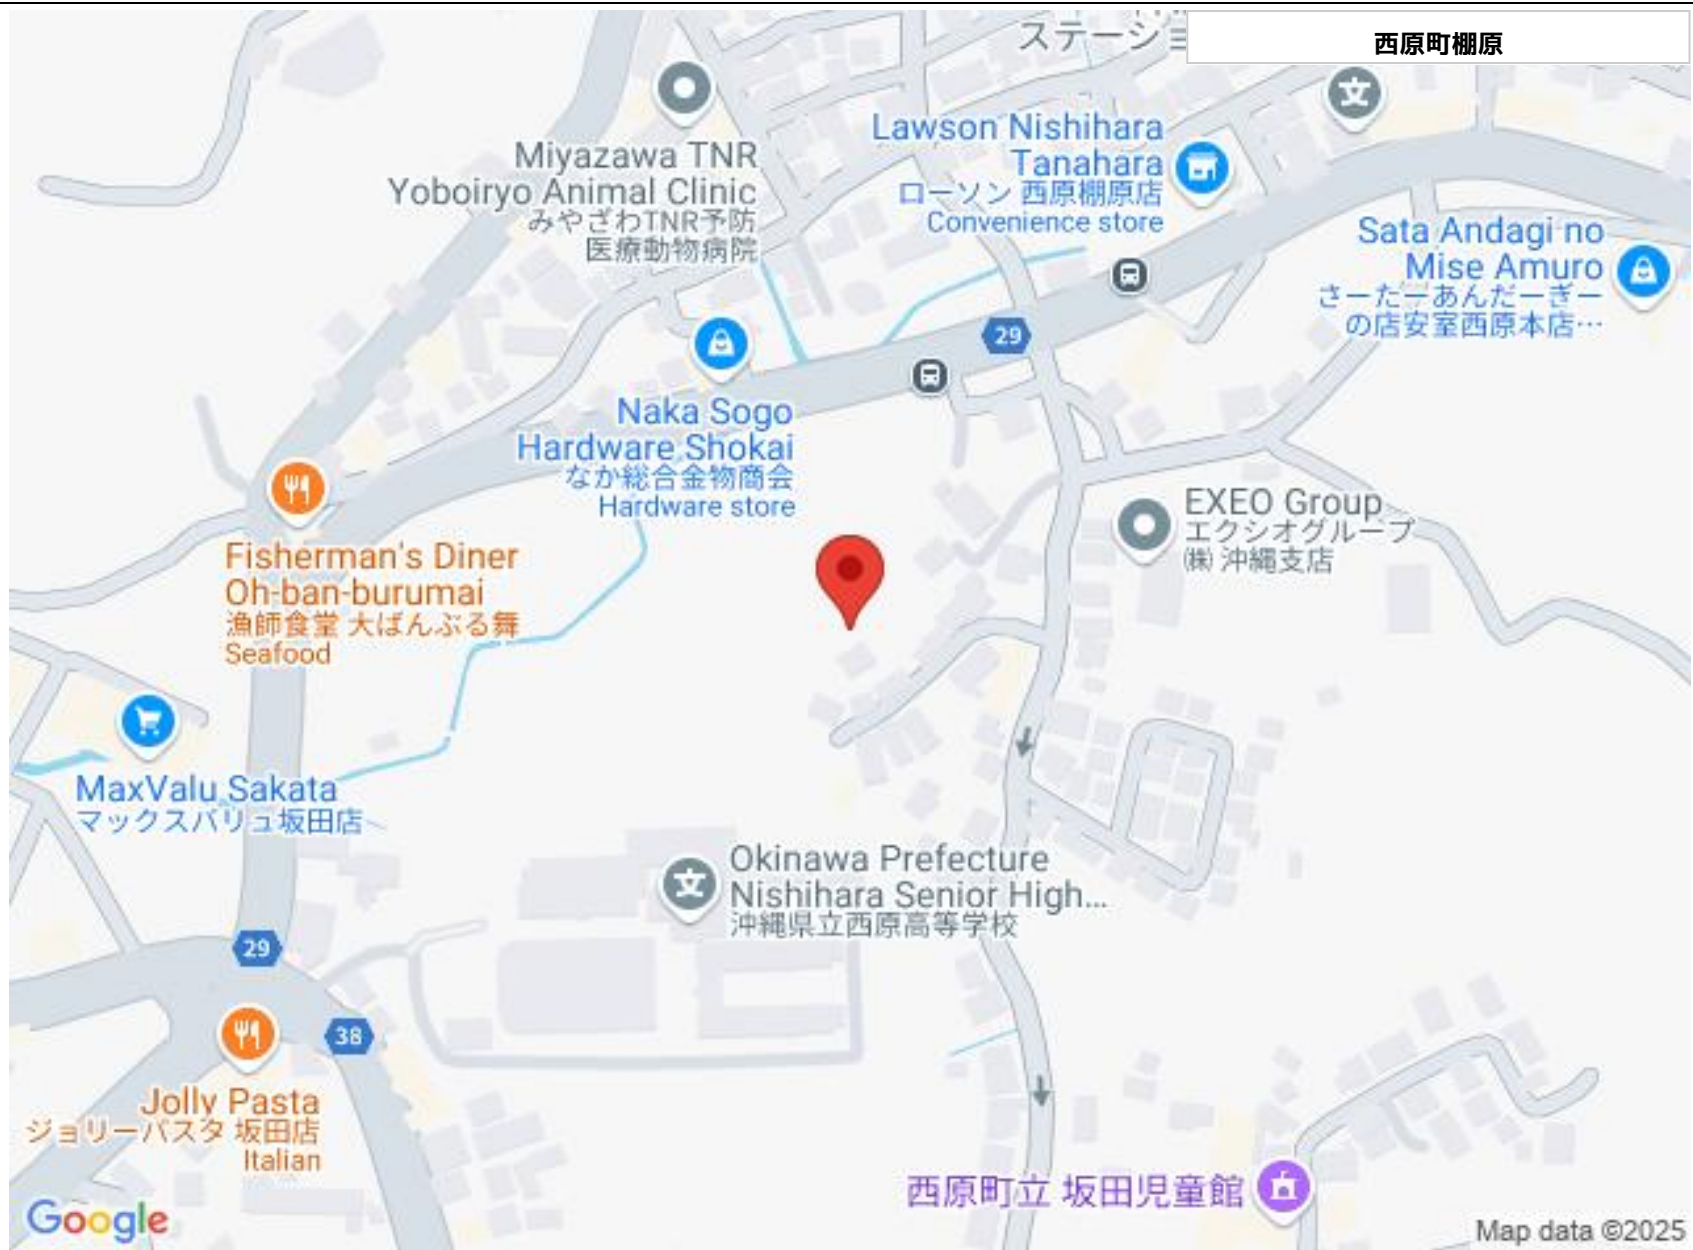 ステーショ
西原町棚原
Miyazawa TNR
Yoboiryo Animal Clinic
みやざわTNR予防
医療動物病院
Lawson Nishihara
Tanahara
ローソン 西原棚原店
Convenience store
Sata Andagi no
Mise Amuro
さーたーあんだーぎー
の店安室西原本店…
29
Naka Sogo
Hardware Shokai
なか総合金物商会
Hardware store
EXEO Group
エクシオグループ
㈱ 沖縄支店
Fisherman's Diner
Oh-ban-burumai
漁師食堂 大ばんぶる舞
Seafood
MaxValu Sakata
マックスバリュ坂田店
Okinawa Prefecture
Nishihara Senior High...
沖縄県立西原高等学校
29
38
Jolly Pasta
ジョリーパスタ 坂田店
Italian
西原町立 坂田児童館
Google
Map data ©2025